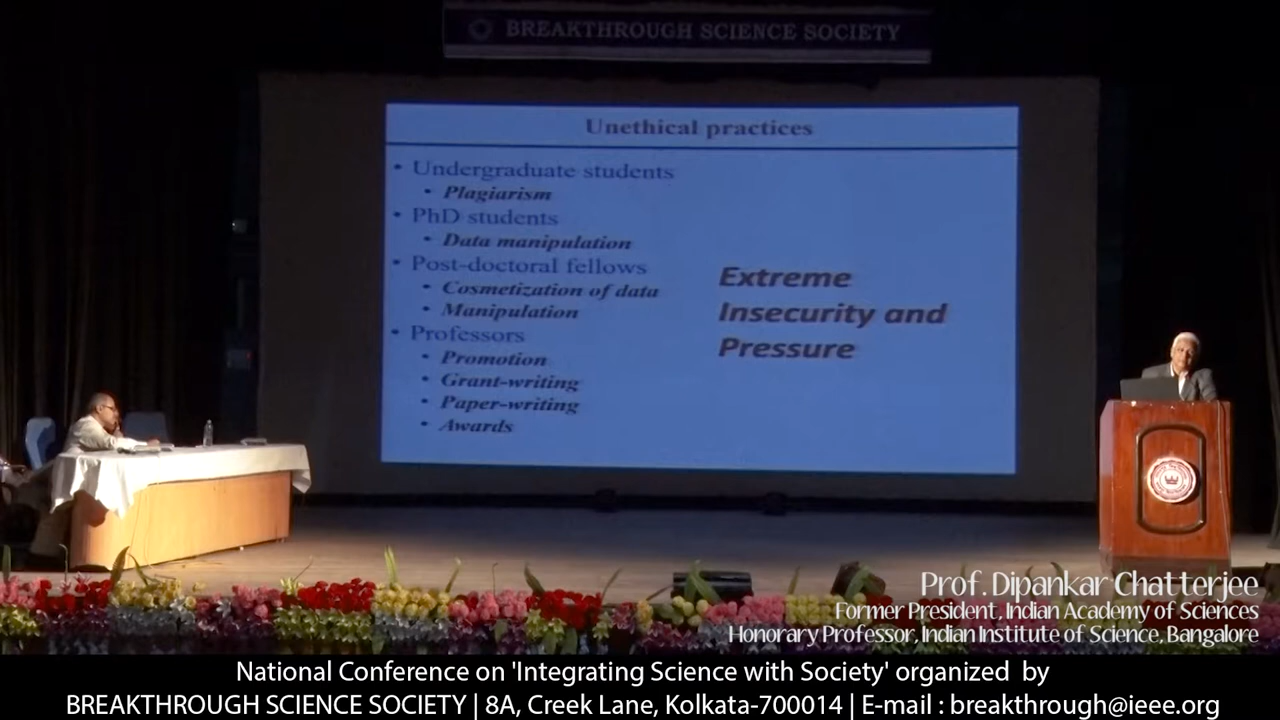 BREAKTHROUGH SCIENCE SOCIETY
Unethical practices
• Undergraduate students
• Plagiarism
• PhD students
• Data manipulation
• Post-doctoral fellows
• Cosmetization of data
• Manipulation
• Professors
• Promotion
• Grant-writing
• Paper-writing
• Awards
Extreme
Insecurity and
Pressure
Prof. Dipankar Chatterjee
Former President, Indian Academy of Sciences
Honorary Professor, Indian Institute of Science, Bangalore
National Conference on 'Integrating Science with Society' organized by
BREAKTHROUGH SCIENCE SOCIETY | 8A, Creek Lane, Kolkata-700014 | E-mail : breakthrough@ieee.org